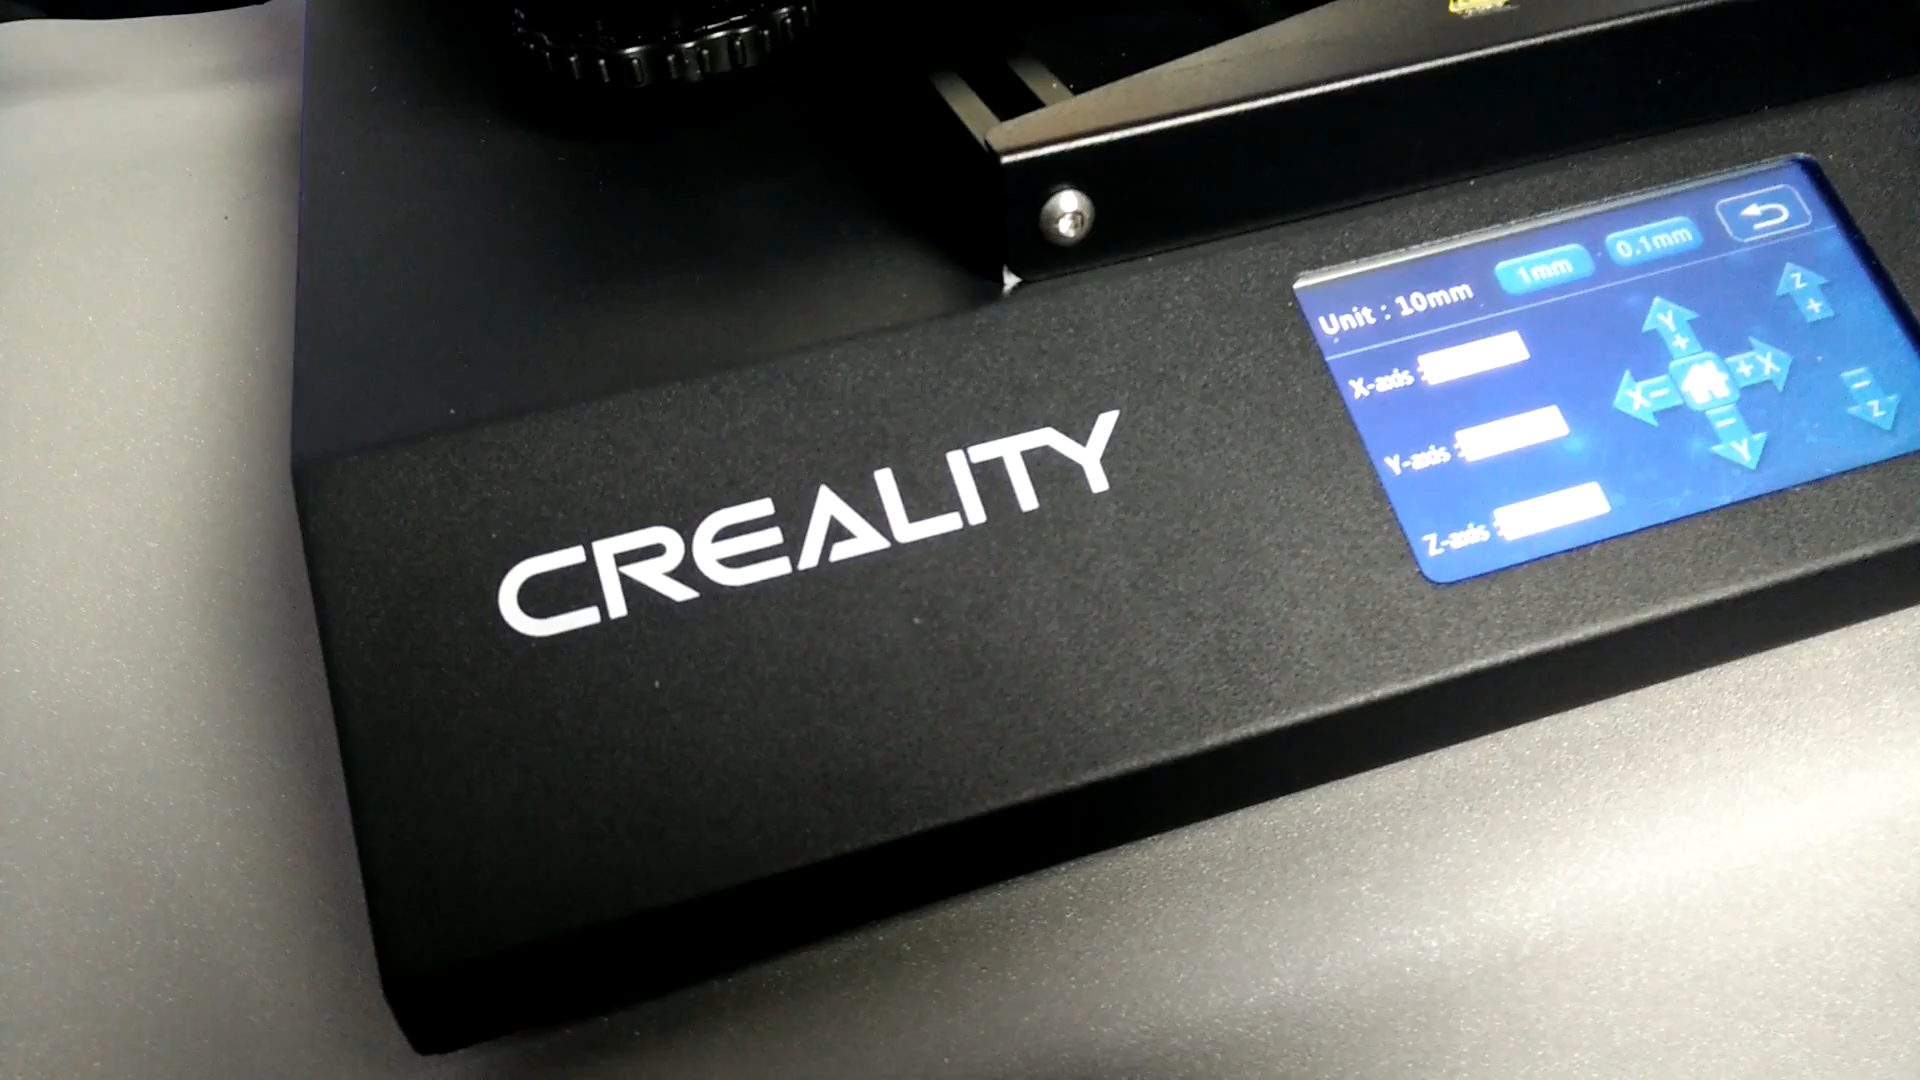 CREALITY
Unit : 10mm
1mm
0.1mm
X-axis :
Y-axis :
Z-axis :
Y+
X-
+X
-Y
Z+
-Z